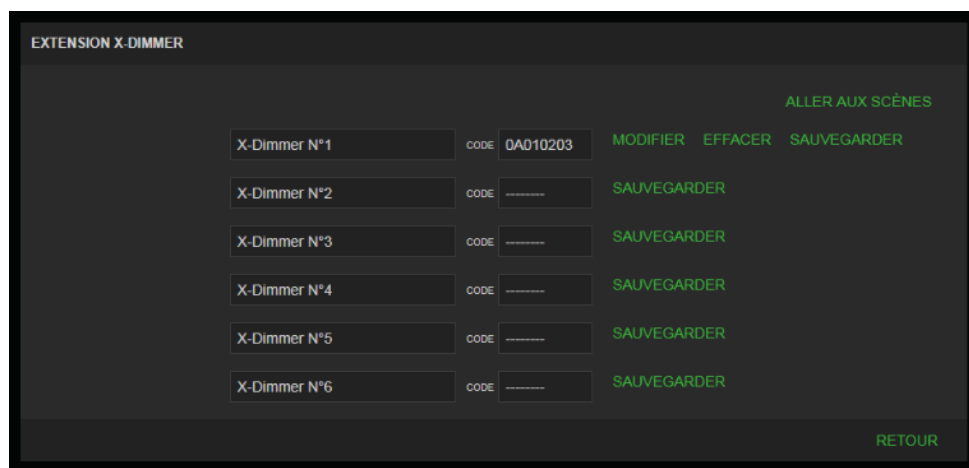 EXTENSION X-DIMMER
ALLER AUX SCÈNES
X-Dimmer N°1 CODE 0A010203 MODIFIER EFFACER SAUVEGARDER
X-Dimmer N°2 CODE -------- SAUVEGARDER
X-Dimmer N°3 CODE -------- SAUVEGARDER
X-Dimmer N°4 CODE -------- SAUVEGARDER
X-Dimmer N°5 CODE -------- SAUVEGARDER
X-Dimmer N°6 CODE -------- SAUVEGARDER
RETOUR